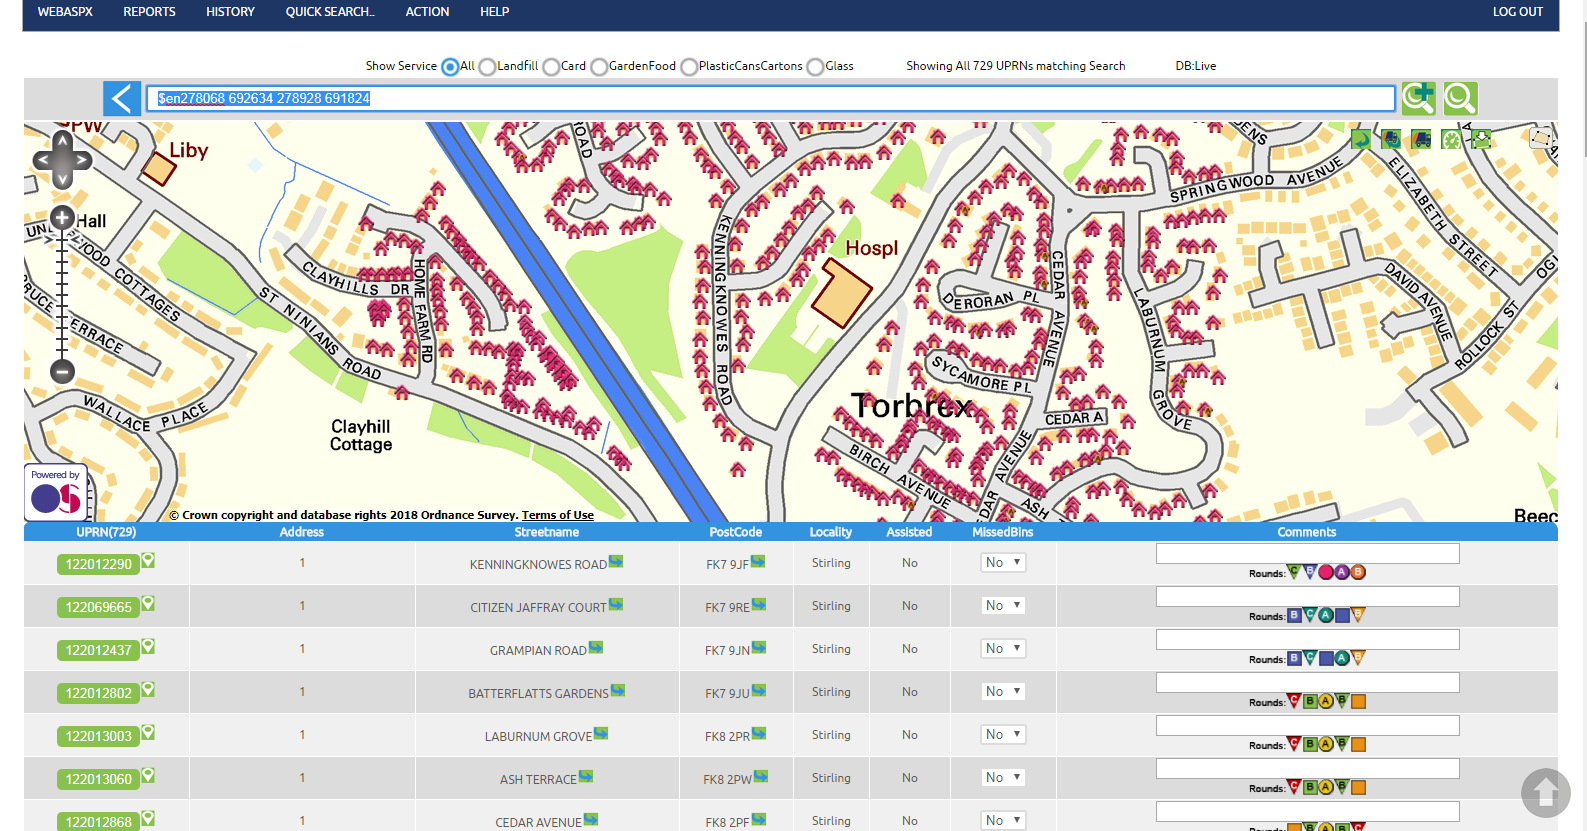 WEBASPX REPORTS HISTORY QUICK SEARCH.. ACTION HELP LOG OUT
Show Service All Landfill Card GardenFood PlasticCansCartons Glass Showing All 729 UPRNs matching Search DB:Live
$en278068 692634 278928 691824
Liby
Hall
WOOD COTTAGES
TERRACE
WALLACE PLACE
ST NINIANS ROAD
CLAYHILLS DR
HOME FARM RD
Clayhill
Cottage
ROAD
KENNINGKNOWES ROAD
Hospl
Torbrex
DERORAN PL
SYCAMORE PL
CEDAR AVENUE
CEDAR A
BIRCH AVENUE
CEDAR AVENUE
ASH
LABURNUM GROVE
SPRINGWOOD AVENUE
ELIZABETH STREET
DAVID AVENUE
ROLLOCK ST
OGI
Beec
Powered by
OS
© Crown copyright and database rights 2018 Ordnance Survey. Terms of Use
UPRN(729) Address Streetname PostCode Locality Assisted MissedBins Comments
122012290 1 KENNINGKNOWES ROAD FK7 9JF Stirling No No
Rounds: C B A B
122069665 1 CITIZEN JAFFRAY COURT FK7 9RE Stirling No No
Rounds: B C A B
122012437 1 GRAMPIAN ROAD FK7 9JN Stirling No No
Rounds: B C A B
122012802 1 BATTERFLATTS GARDENS FK7 9JU Stirling No No
Rounds: C B A B
122013003 1 LABURNUM GROVE FK8 2PR Stirling No No
Rounds: C B A B
122013060 1 ASH TERRACE FK8 2PW Stirling No No
Rounds: C B A B
122012868 1 CEDAR AVENUE FK8 2PF Stirling No No
Rounds: B A B C